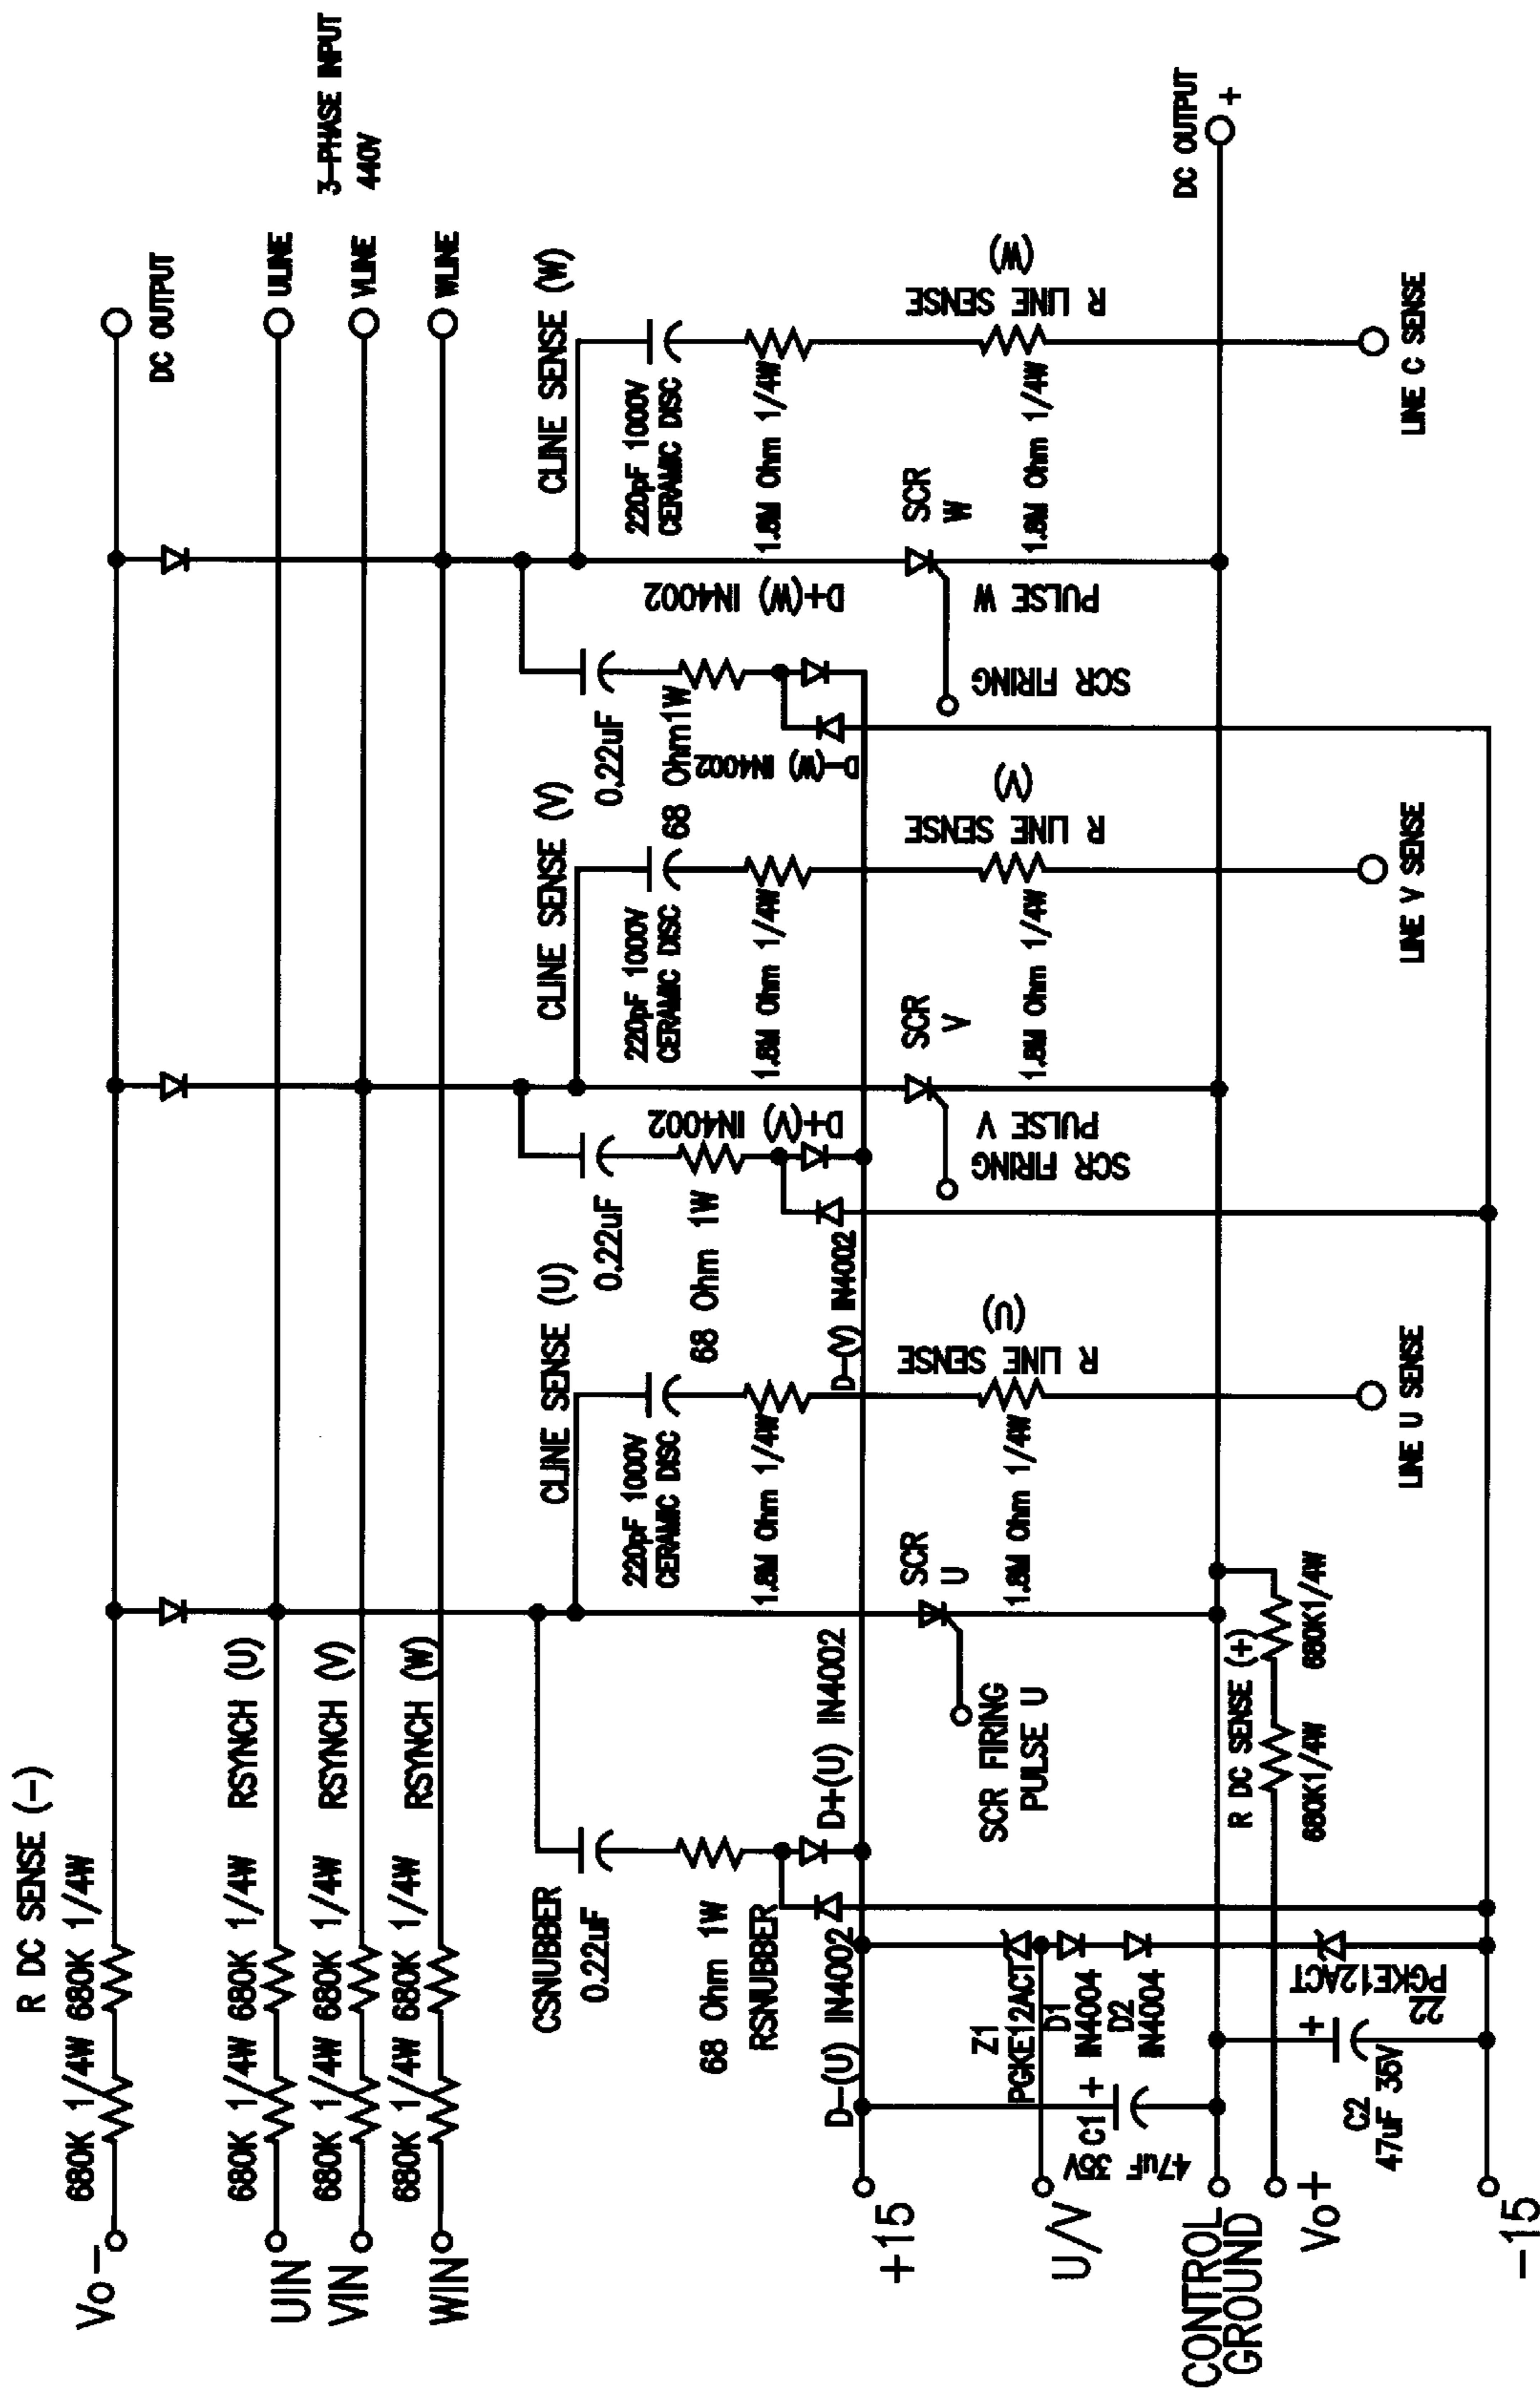 R DC SENSE (-)
680K 1/4W 680K 1/4W
Vo-
DC OUTPUT
RSYNCH (U)
680K 1/4W 680K 1/4W
UIN
ULINE
RSYNCH (V)
680K 1/4W 680K 1/4W
VIN
VLINE
RSYNCH (W)
680K 1/4W 680K 1/4W
WIN
WLINE
3-PHASE INPUT
440V
CSNUBBER
0.22uF
68 Ohm 1W
RSNUBBER
D-(U) IN4002
D+(U) IN4002
CLINE SENSE (U)
220pF 1000V
CERAMIC DISC
1.8M Ohm 1/4W
SCR
U
1.8M Ohm 1/4W
R LINE SENSE
(U)
SCR FIRING
PULSE U
LINE U SENSE
0.22uF
68 Ohm 1W
D+(V) IN4002
D-(V) IN4002
CLINE SENSE (V)
220pF 1000V
CERAMIC DISC
1.8M Ohm 1/4W
SCR
V
1.8M Ohm 1/4W
R LINE SENSE
(V)
SCR FIRING
PULSE V
LINE V SENSE
0.22uF
68 Ohm1W
D+(W) IN4002
D-(W) IN4002
CLINE SENSE (W)
220pF 1000V
CERAMIC DISC
1.8M Ohm 1/4W
SCR
W
1.8M Ohm 1/4W
R LINE SENSE
(W)
SCR FIRING
PULSE W
LINE C SENSE
DC OUTPUT
+
+15
Z1
PGKE12ACT
D1
IN4004
D2
IN4004
U/V
C1 +
47uF 35V
CONTROL
GROUND
R DC SENSE (+)
680K1/4W
680K1/4W
Vo+
+
C2
47uF 35V
PGKE12ACT
-15